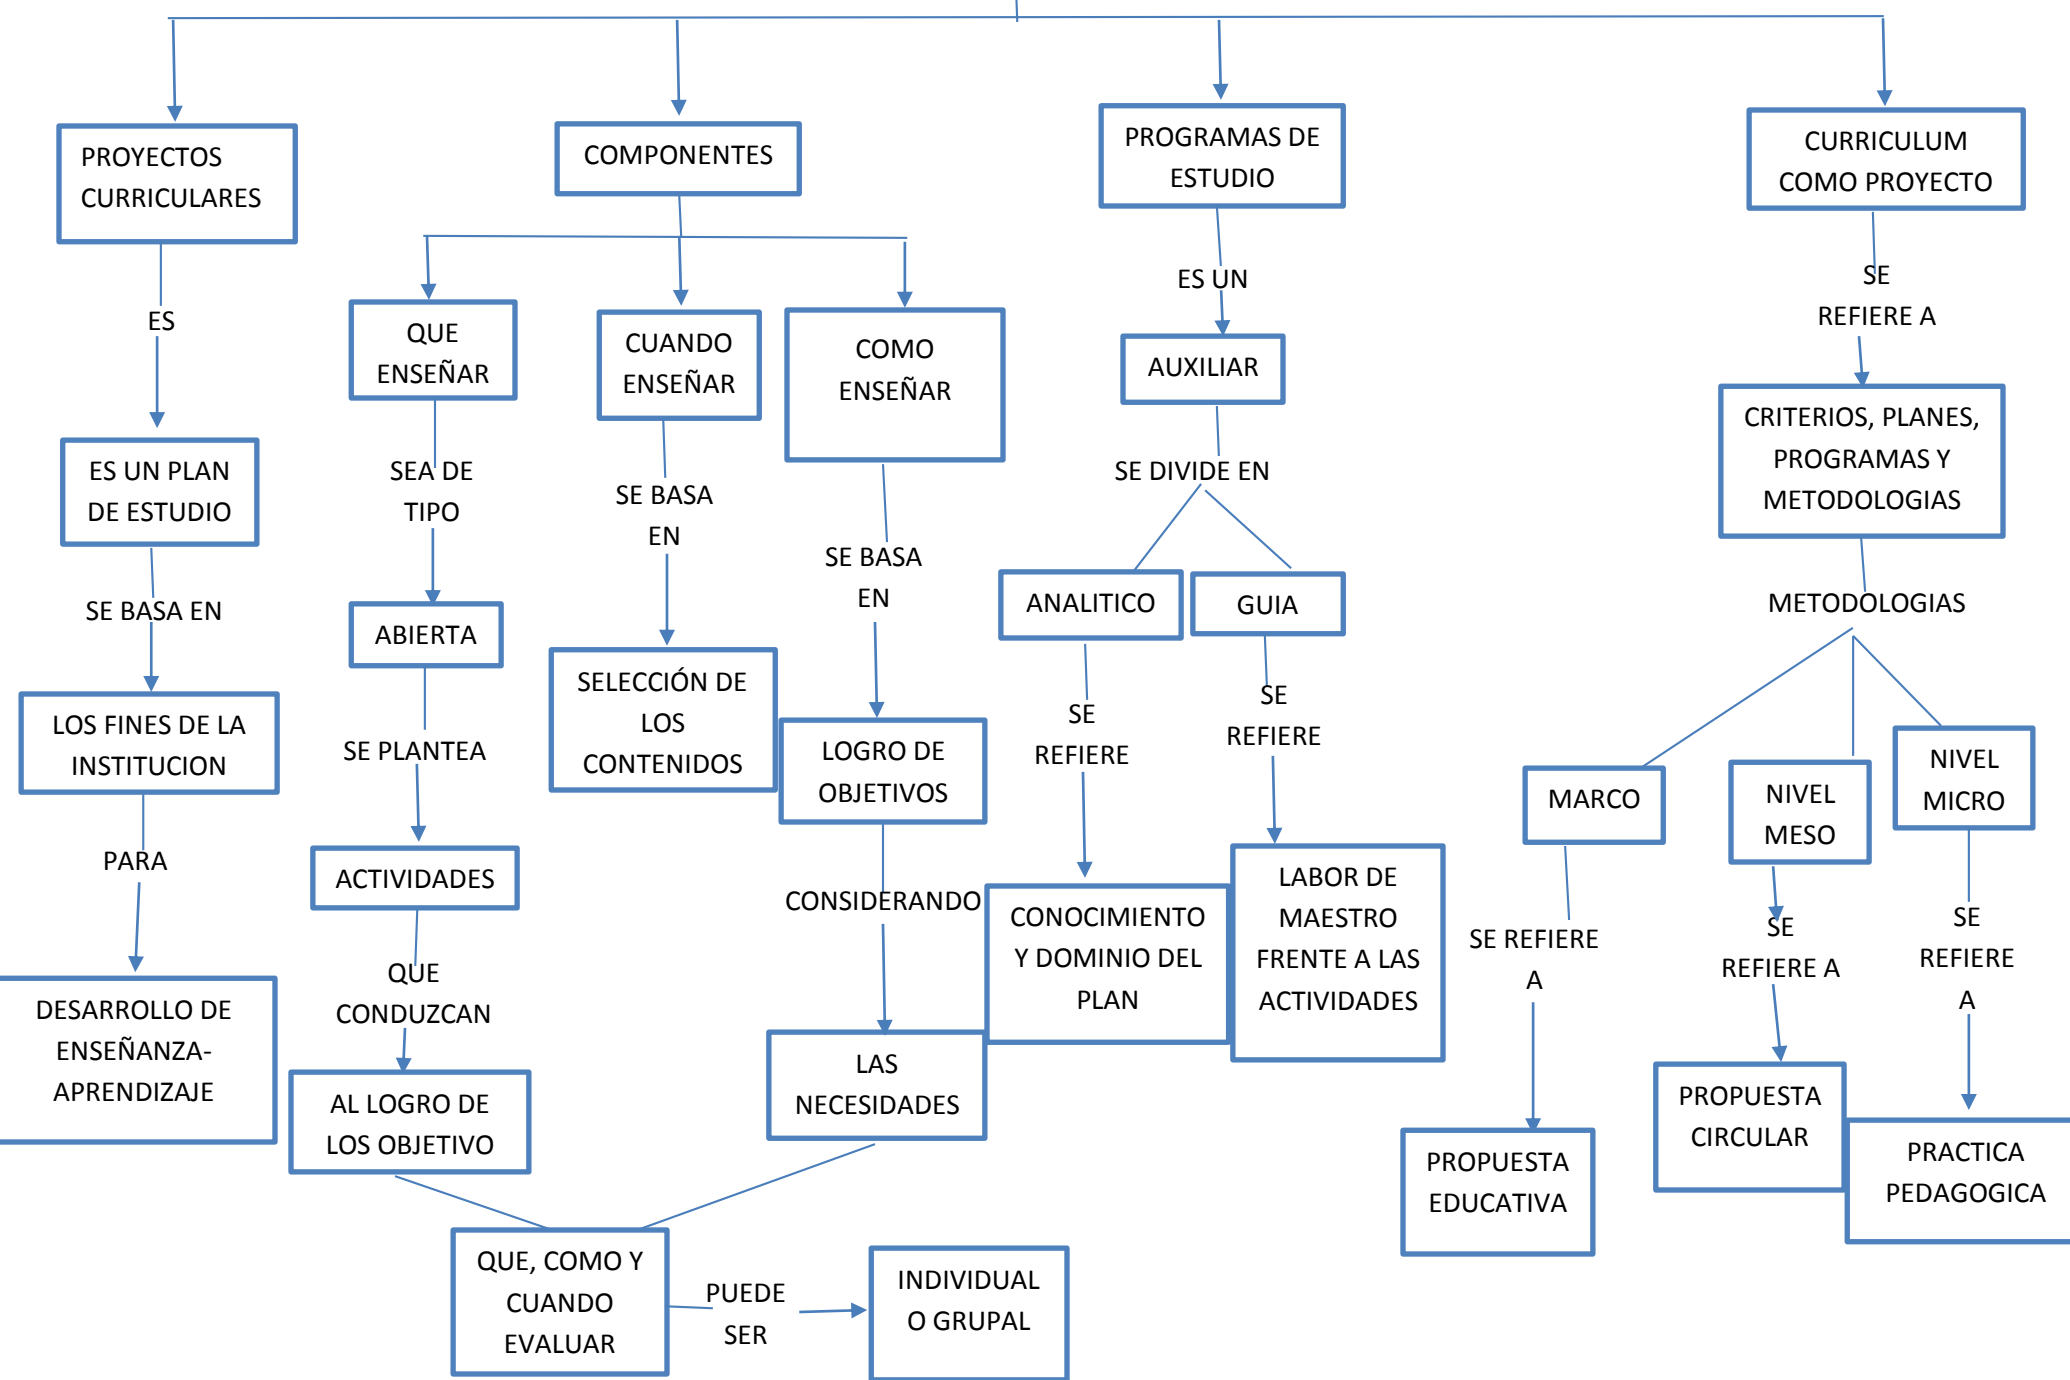 PROYECTOS
CURRICULARES
ES
ES UN PLAN
DE ESTUDIO
SE BASA EN
LOS FINES DE LA
INSTITUCION
PARA
DESARROLLO DE
ENSEÑANZA-
APRENDIZAJE
COMPONENTES
QUE
ENSEÑAR
SEA DE
TIPO
ABIERTA
SE PLANTEA
ACTIVIDADES
QUE
CONDUZCAN
AL LOGRO DE
LOS OBJETIVO
CUANDO
ENSEÑAR
SE BASA
EN
SELECCIÓN DE
LOS
CONTENIDOS
COMO
ENSEÑAR
SE BASA
EN
LOGRO DE
OBJETIVOS
CONSIDERANDO
LAS
NECESIDADES
QUE, COMO Y
CUANDO
EVALUAR
PUEDE
SER
INDIVIDUAL
O GRUPAL
PROGRAMAS DE
ESTUDIO
ES UN
AUXILIAR
SE DIVIDE EN
ANALITICO
SE
REFIERE
CONOCIMIENTO
Y DOMINIO DEL
PLAN
GUIA
SE
REFIERE
LABOR DE
MAESTRO
FRENTE A LAS
ACTIVIDADES
CURRICULUM
COMO PROYECTO
SE
REFIERE A
CRITERIOS, PLANES,
PROGRAMAS Y
METODOLOGIAS
METODOLOGIAS
MARCO
SE REFIERE
A
PROPUESTA
EDUCATIVA
NIVEL
MESO
SE
REFIERE A
PROPUESTA
CIRCULAR
NIVEL
MICRO
SE
REFIERE
A
PRACTICA
PEDAGOGICA